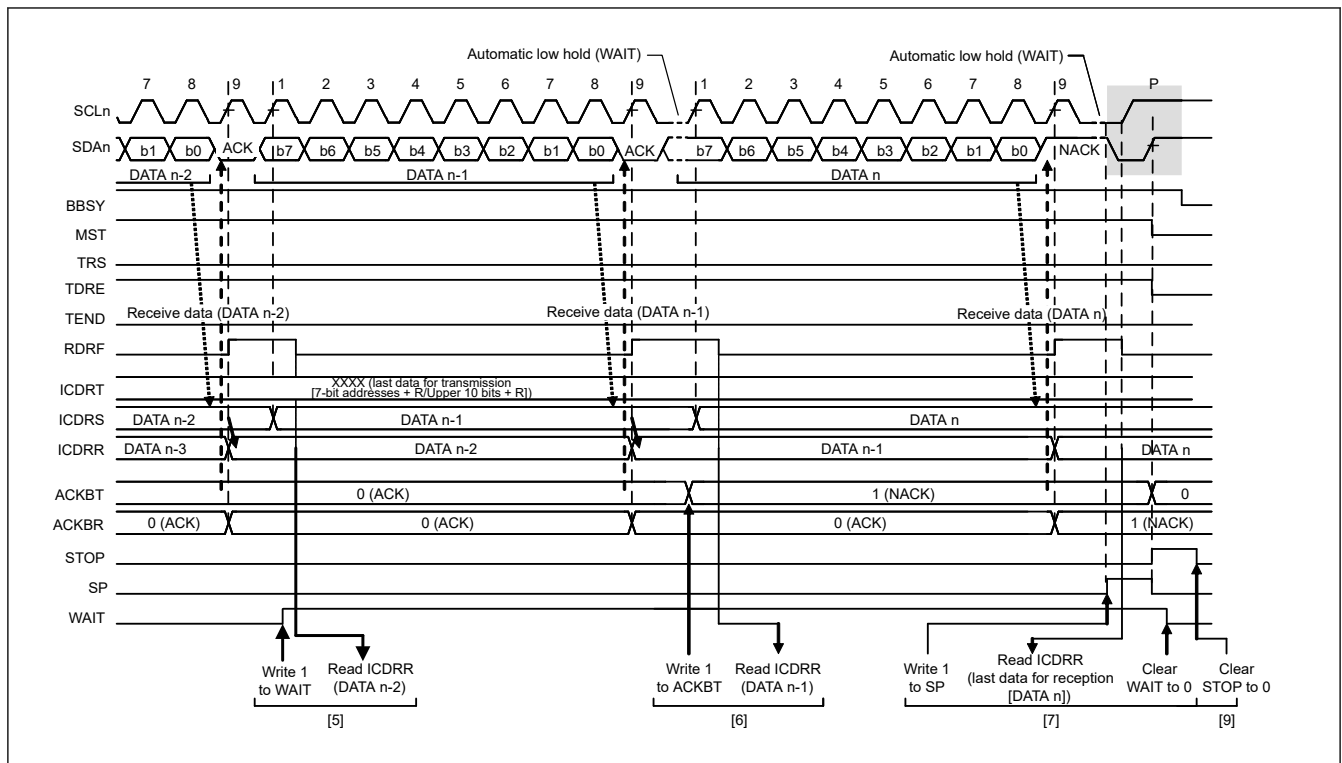 Automatic low hold (WAIT)
Automatic low hold (WAIT)
7 8 9 1 2 3 4 5 6 7 8 9 1 2 3 4 5 6 7 8 9 P
SCLn
SDAn b1 b0 ACK b7 b6 b5 b4 b3 b2 b1 b0 ACK b7 b6 b5 b4 b3 b2 b1 b0 NACK
DATA n-2 DATA n-1 DATA n
BBSY
MST
TRS
TDRE
Receive data (DATA n-2) Receive data (DATA n-1) Receive data (DATA n)
TEND
RDRF
XXXX (last data for transmission
ICDRT [7-bit addresses + R/Upper 10 bits + R])
ICDRS DATA n-2 DATA n-1 DATA n
ICDRR DATA n-3 DATA n-2 DATA n-1 DATA n
ACKBT 0 (ACK) 1 (NACK) 0
ACKBR 0 (ACK) 0 (ACK) 0 (ACK) 1 (NACK)
STOP
SP
WAIT
Write 1
to WAIT
Read ICDRR
(DATA n-2)
[5]
Write 1
to ACKBT
Read ICDRR
(DATA n-1)
[6]
Write 1
to SP
Read ICDRR
(last data for reception
[DATA n])
Clear
WAIT to 0
[7]
Clear
STOP to 0
[9]